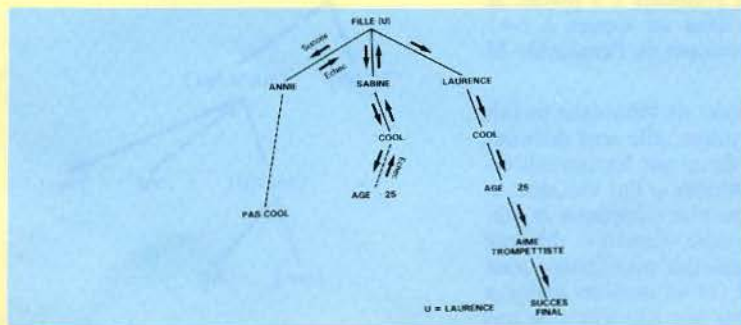 FILLE (U)
Succès
Echec
ANNIE
SABINE
LAURENCE
COOL
COOL
Echec
AGE 25
AGE 25
PAS COOL
AIME
TROMPETTISTE
U = LAURENCE
SUCCES
FINAL